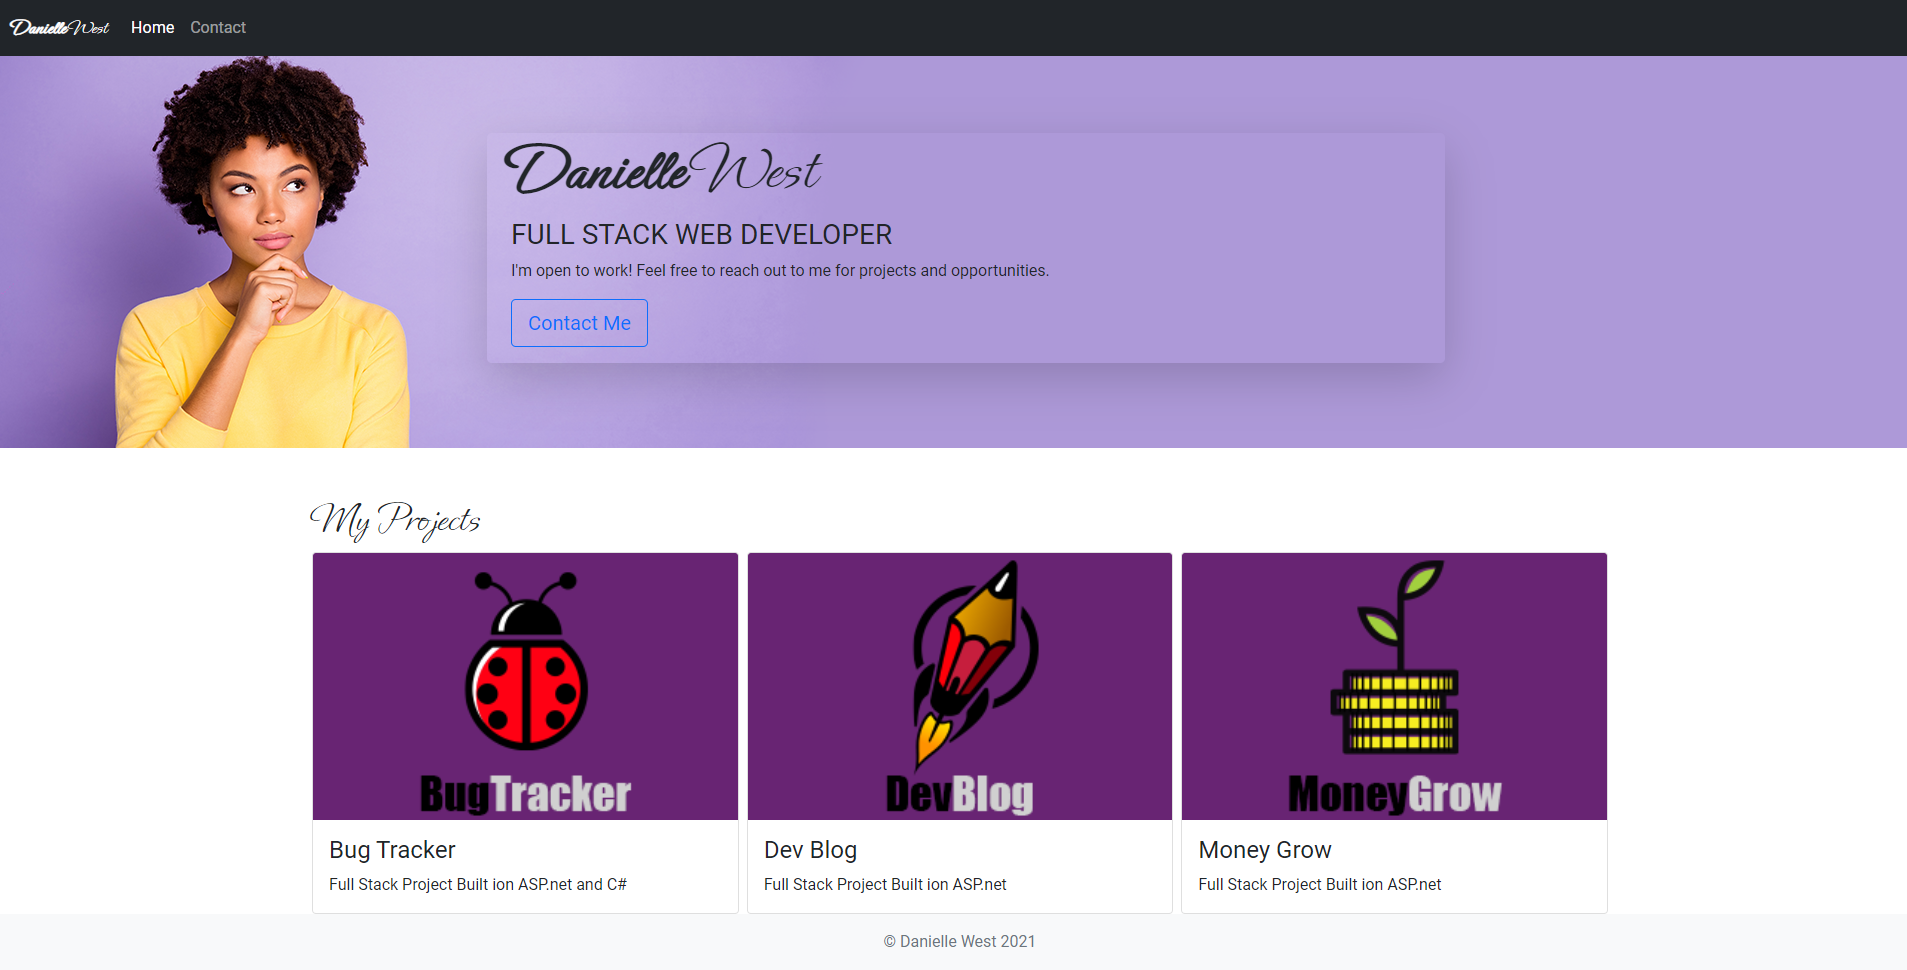 DanielleWest Home Contact
DanielleWest
FULL STACK WEB DEVELOPER
I'm open to work! Feel free to reach out to me for projects and opportunities.
Contact Me
My Projects
BugTracker
Bug Tracker
Full Stack Project Built ion ASP.net and C#
DevBlog
Dev Blog
Full Stack Project Built ion ASP.net
MoneyGrow
Money Grow
Full Stack Project Built ion ASP.net
© Danielle West 2021